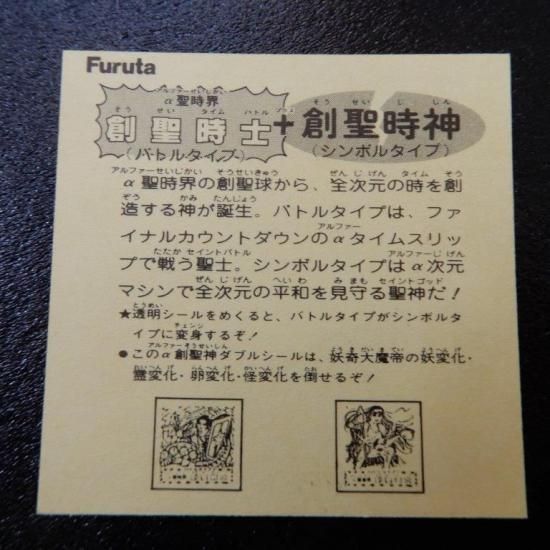 Furuta
α聖時界
創聖時士+創聖時神
(バトルタイプ) (シンボルタイプ)
α聖時界の創聖球から、全次元の時を創
造する神が誕生。バトルタイプは、ファ
イナルカウントダウンのαタイムスリッ
プで戦う聖士。シンボルタイプはα次元
マシンで全次元の平和を見守る聖神だ!
★透明シールをめくると、バトルタイプがシンボルタ
イプに変身するぞ!
●このα創聖神ダブルシールは、妖奇大魔帝の妖変化・
霊変化・卵変化・怪変化を倒せるぞ!